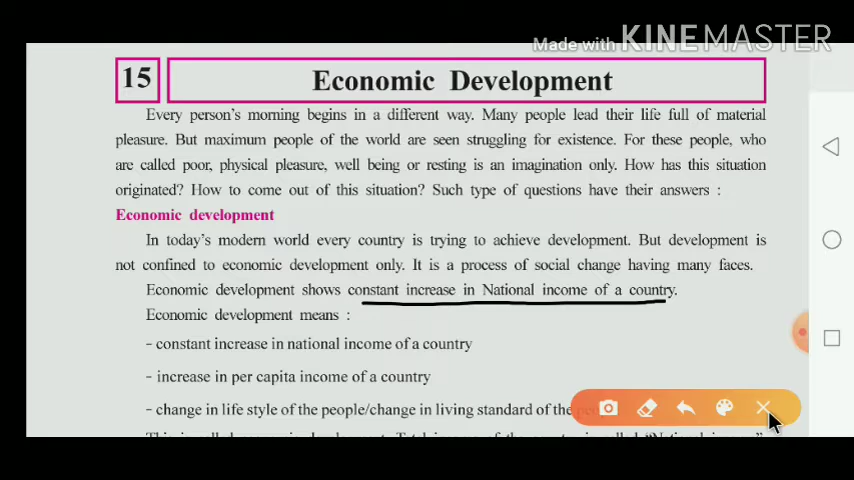 Made with KINEMASTER
15
Economic Development
Every person's morning begins in a different way. Many people lead their life full of material
pleasure. But maximum people of the world are seen struggling for existence. For these people, who
are called poor, physical pleasure, well being or resting is an imagination only. How has this situation
originated? How to come out of this situation? Such type of questions have their answers :
Economic development
In today's modern world every country is trying to achieve development. But development is
not confined to economic development only. It is a process of social change having many faces.
Economic development shows constant increase in National income of a country.
Economic development means :
- constant increase in national income of a country
- increase in per capita income of a country
- change in life style of the people/change in living standard of the